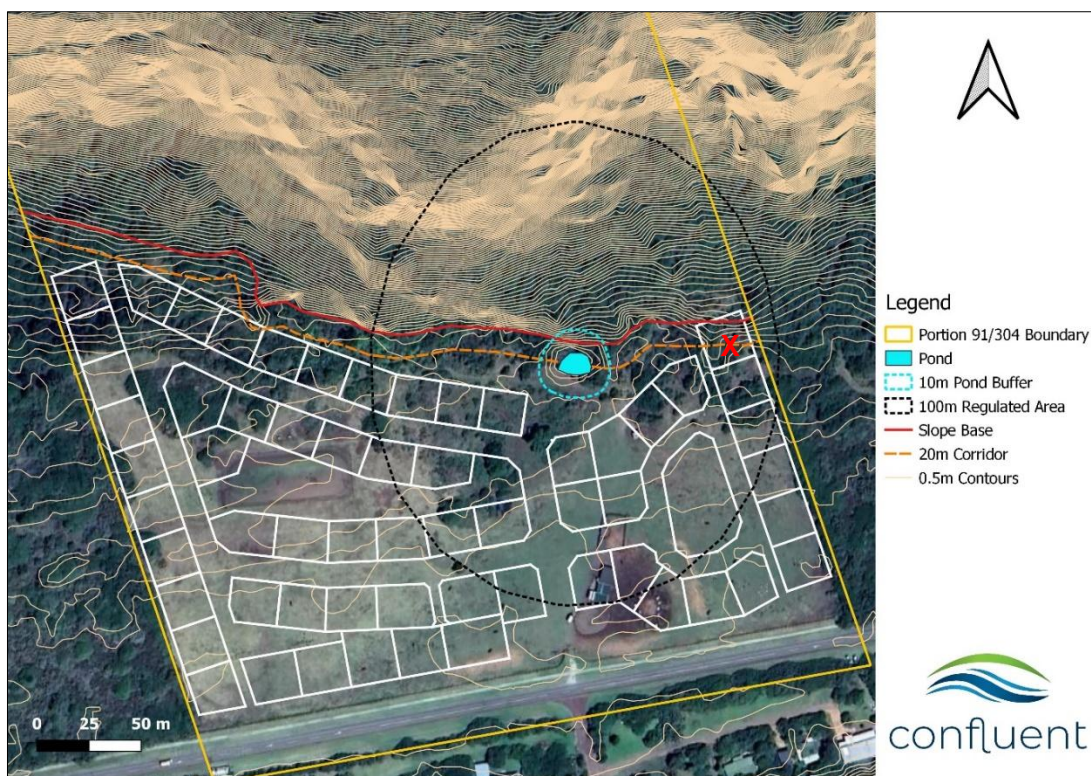 X
Legend
Portion 91/304 Boundary
Pond
10m Pond Buffer
100m Regulated Area
Slope Base
20m Corridor
0.5m Contours
0 25 50 m
confluent